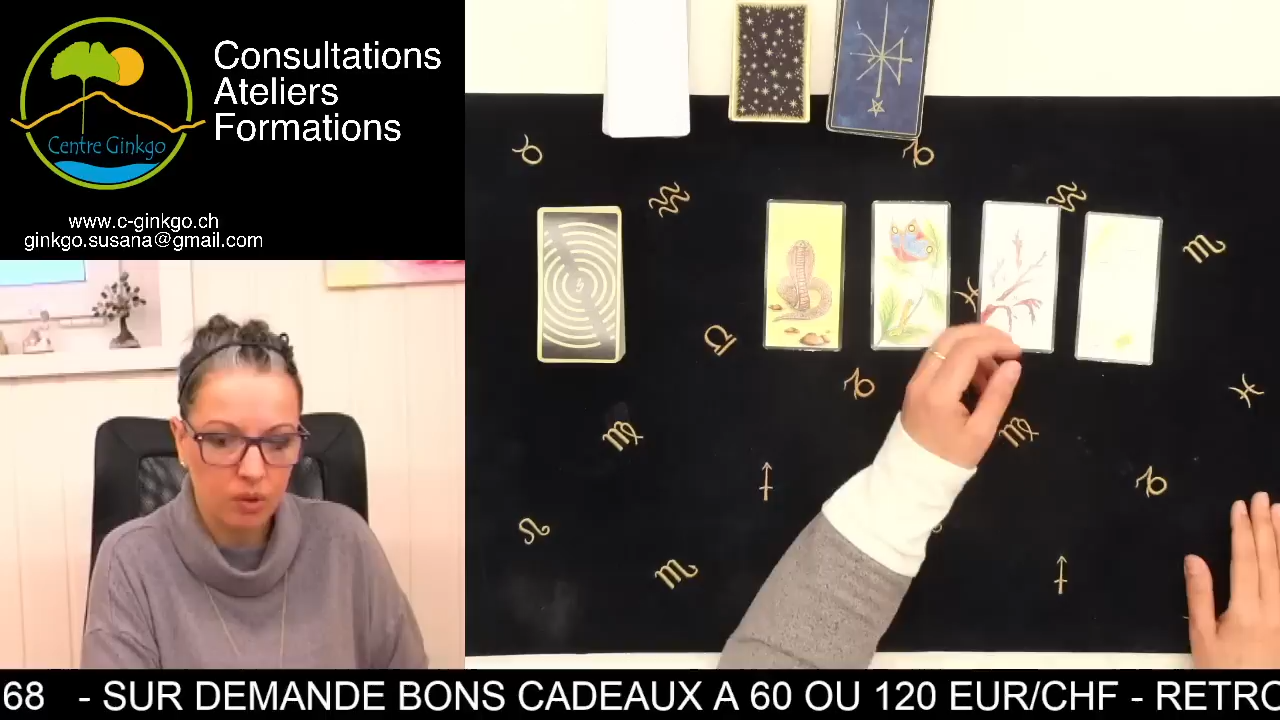 Consultations
Ateliers
Formations
Centre Ginkgo
www.c-ginkgo.ch
ginkgo.susana@gmail.com
68 - SUR DEMANDE BONS CADEAUX A 60 OU 120 EUR/CHF - RETRO